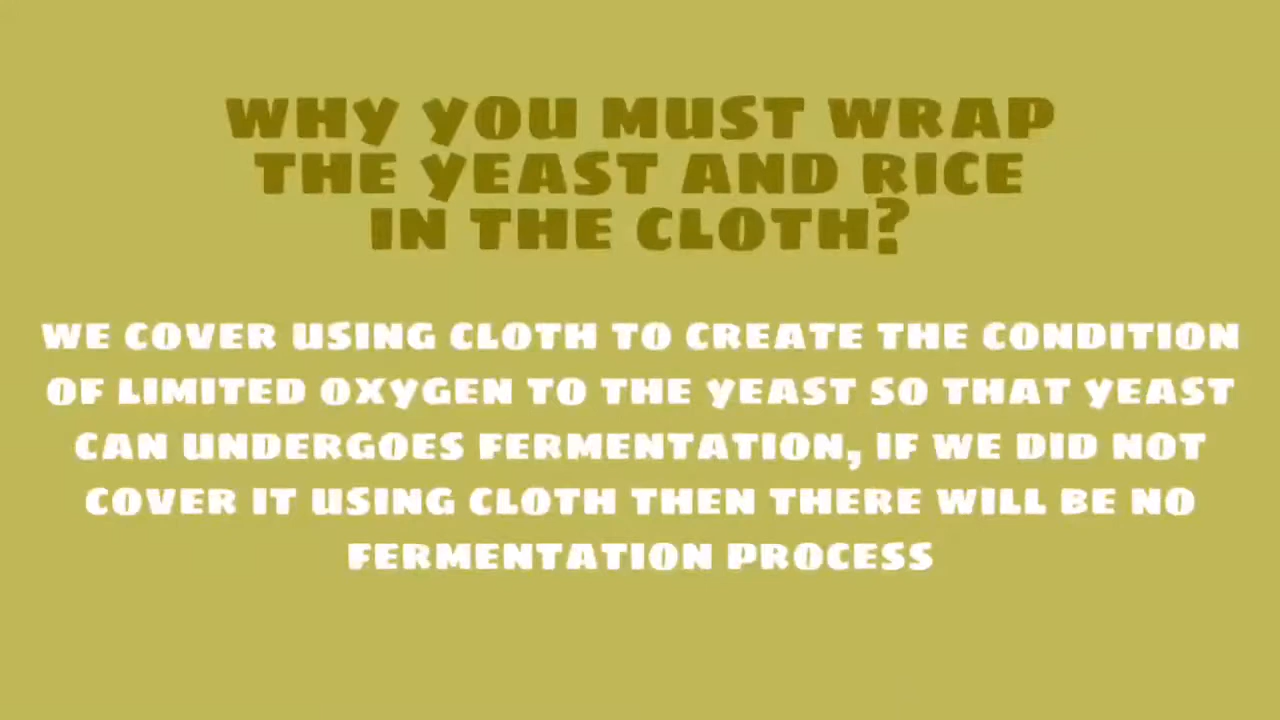 WHY YOU MUST WRAP
THE YEAST AND RICE
IN THE CLOTH?
WE COVER USING CLOTH TO CREATE THE CONDITION
OF LIMITED OXYGEN TO THE YEAST SO THAT YEAST
CAN UNDERGOES FERMENTATION, IF WE DID NOT
COVER IT USING CLOTH THEN THERE WILL BE NO
FERMENTATION PROCESS